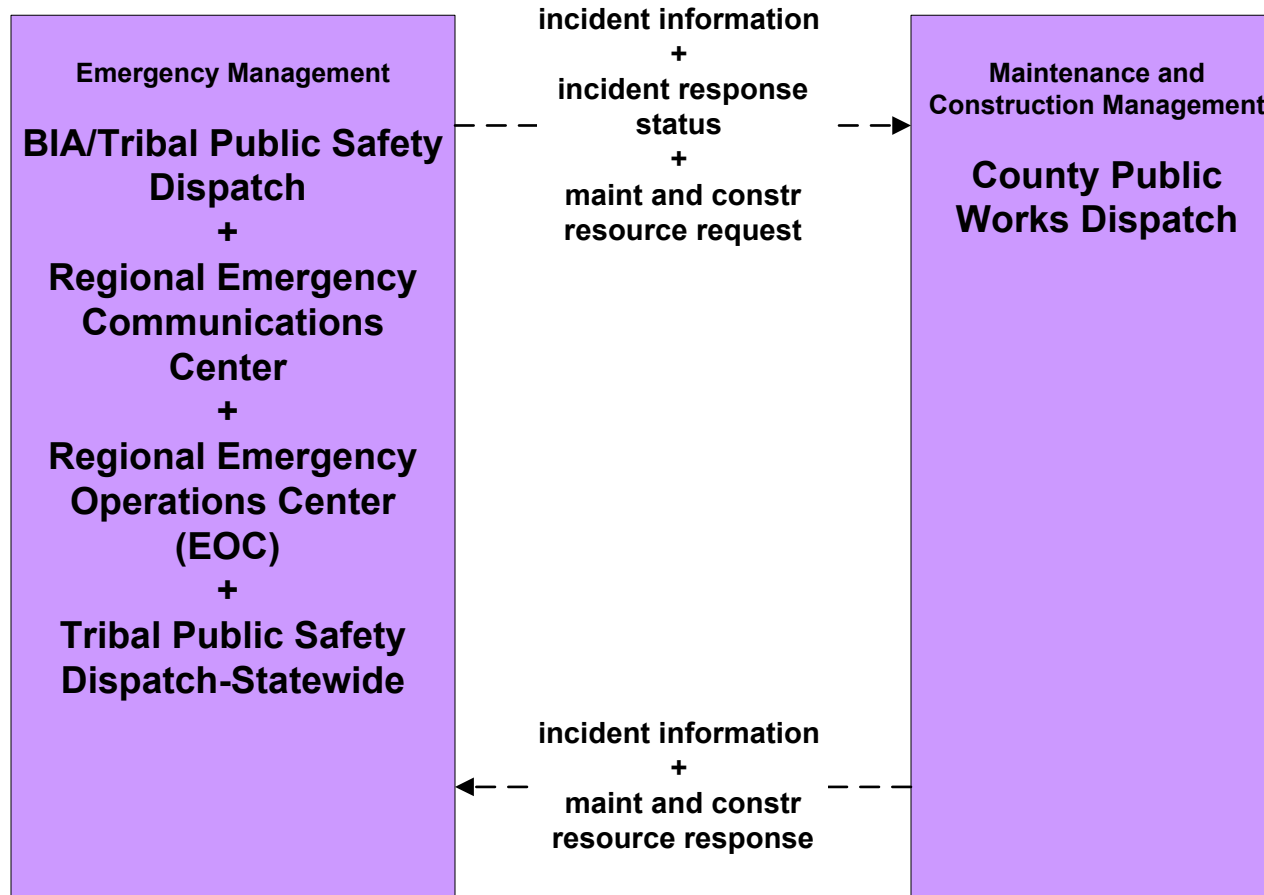 Emergency Management
BIA/Tribal Public Safety
Dispatch
+
Regional Emergency
Communications
Center
+
Regional Emergency
Operations Center
(EOC)
+
Tribal Public Safety
Dispatch-Statewide
incident information
+
incident response
status
+
maint and constr
resource request
incident information
+
maint and constr
resource response
Maintenance and
Construction Management
County Public
Works Dispatch